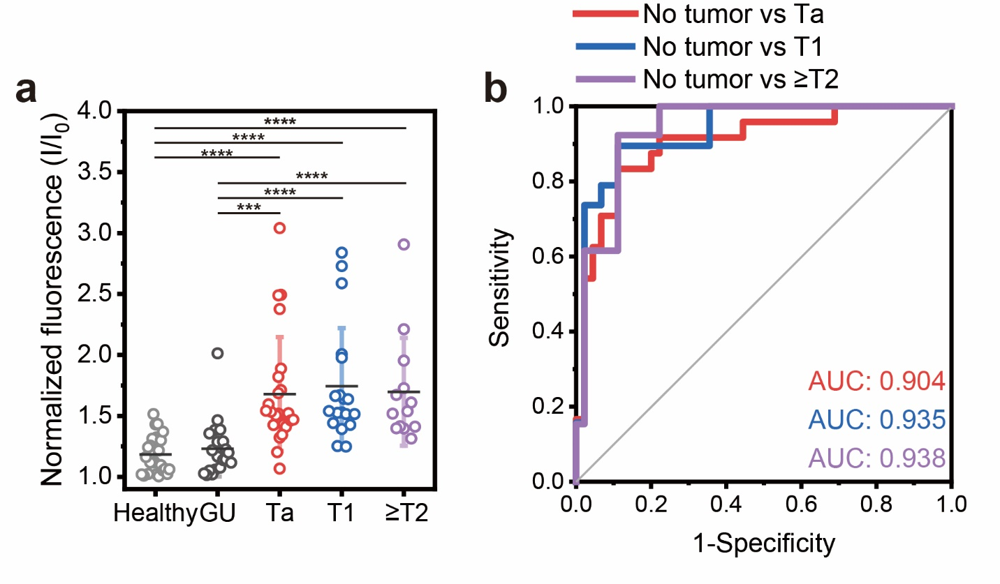 a
Normalized fluorescence (I/I0)
4.0
3.5
3.0
2.5
2.0
1.5
1.0
****
****
****
****
****
***
Healthy GU Ta T1 ≥T2
b
No tumor vs Ta
No tumor vs T1
No tumor vs ≥T2
Sensitivity
1.0
0.8
0.6
0.4
0.2
0.0
AUC: 0.904
AUC: 0.935
AUC: 0.938
0.0 0.2 0.4 0.6 0.8 1.0
1-Specificity